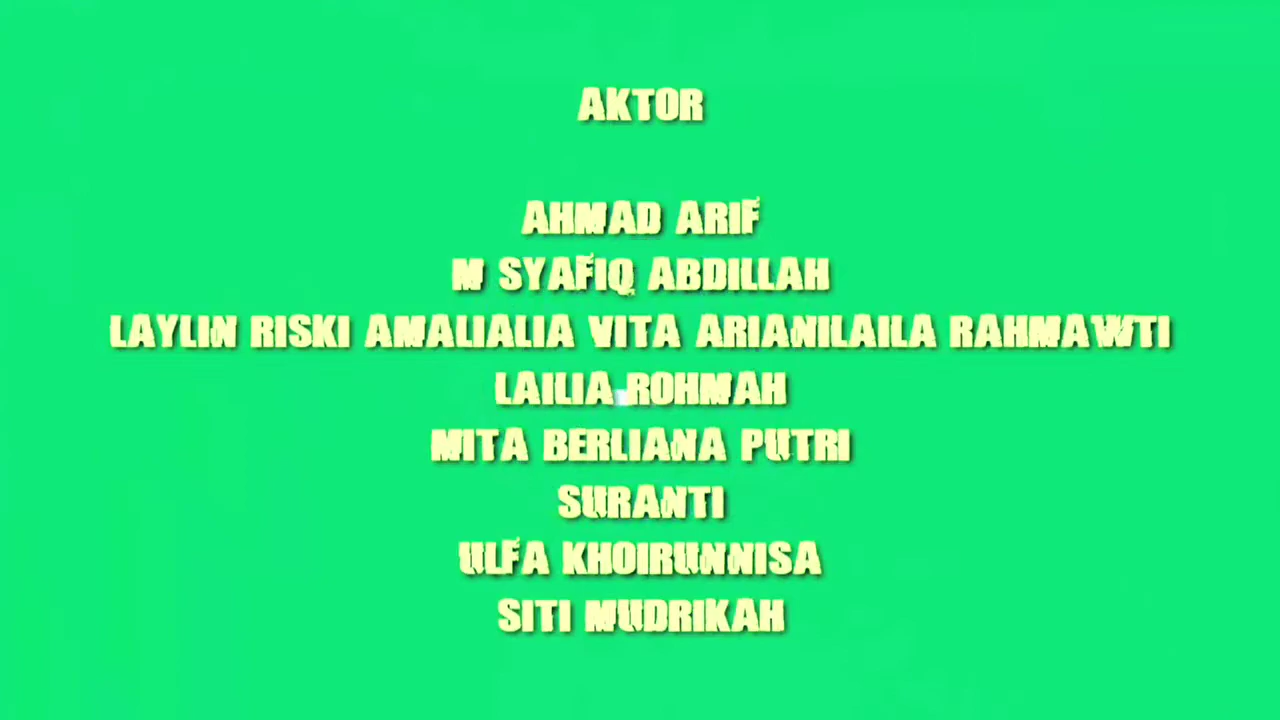 AKTOR
AHMAD ARIF
M SYAFIQ ABDILLAH
LAYLIN RISKI AMALIALIA VITA ARIANILAILA RAHMAWTI
LAILIA ROHMAH
MITA BERLIANA PUTRI
SURANTI
ULFA KHOIRUNNISA
SITI MUDRIKAH